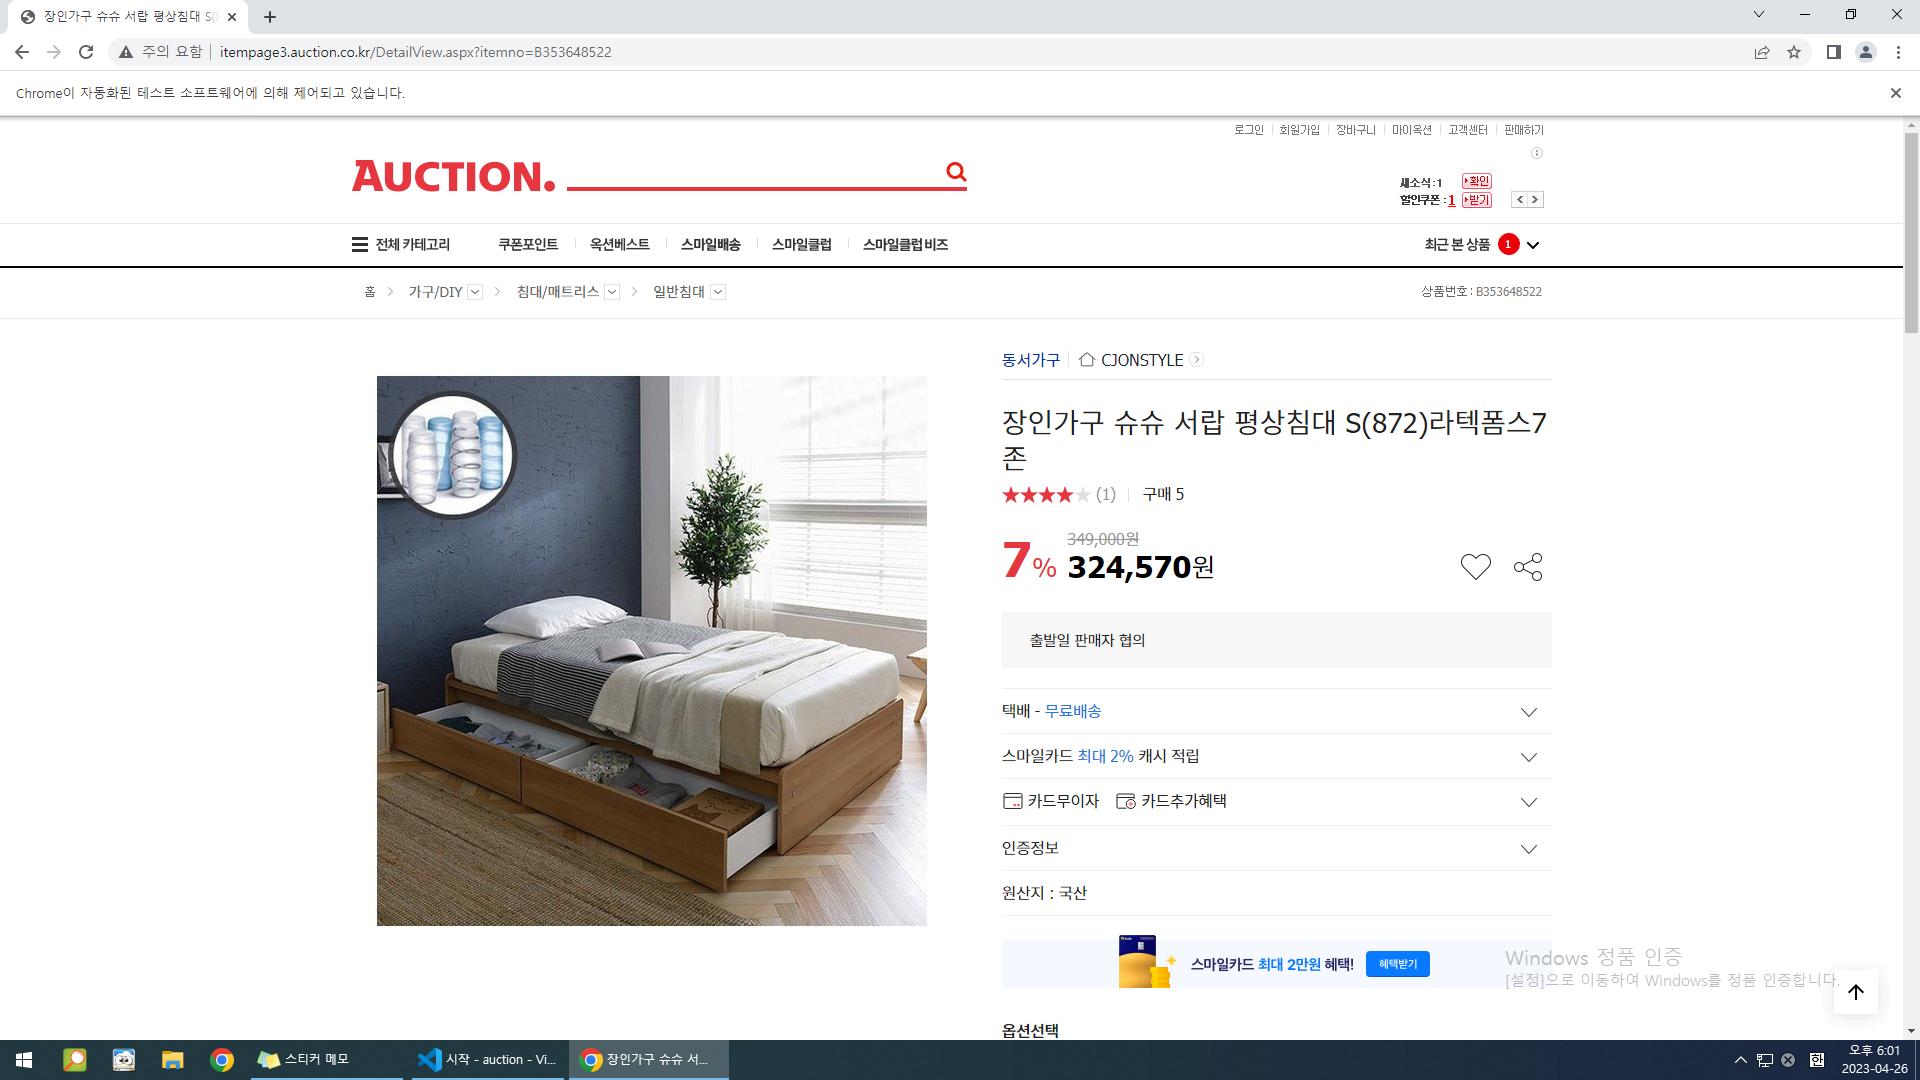 장인가구 슈슈 서랍 평상침대 S(8
주의 요함
itempage3.auction.co.kr/DetailView.aspx?itemno=B353648522
Chrome이 자동화된 테스트 소프트웨어에 의해 제어되고 있습니다.
로그인 회원가입 장바구니 마이옥션 고객센터 판매하기
AUCTION.
새소식 : 1 확인
할인쿠폰 : 1 받기
전체 카테고리 쿠폰포인트 옥션베스트 스마일배송 스마일클럽 스마일클럽 비즈 최근 본 상품 1
홈 가구/DIY 침대/매트리스 일반침대 상품번호 : B353648522
동서가구 CJONSTYLE
장인가구 슈슈 서랍 평상침대 S(872)라텍폼스7
존
(1) 구매 5
349,000원
7% 324,570원
출발일 판매자 협의
택배 - 무료배송
스마일카드 최대 2% 캐시 적립
카드무이자 카드추가혜택
인증정보
원산지 : 국산
스마일카드 최대 2만원 혜택! 혜택받기
Windows 정품 인증
[설정]으로 이동하여 Windows를 정품 인증합니다.
옵션선택
스티커 메모 시작 - auction - Vi... 장인가구 슈슈 서... 한 오후 6:01
2023-04-26